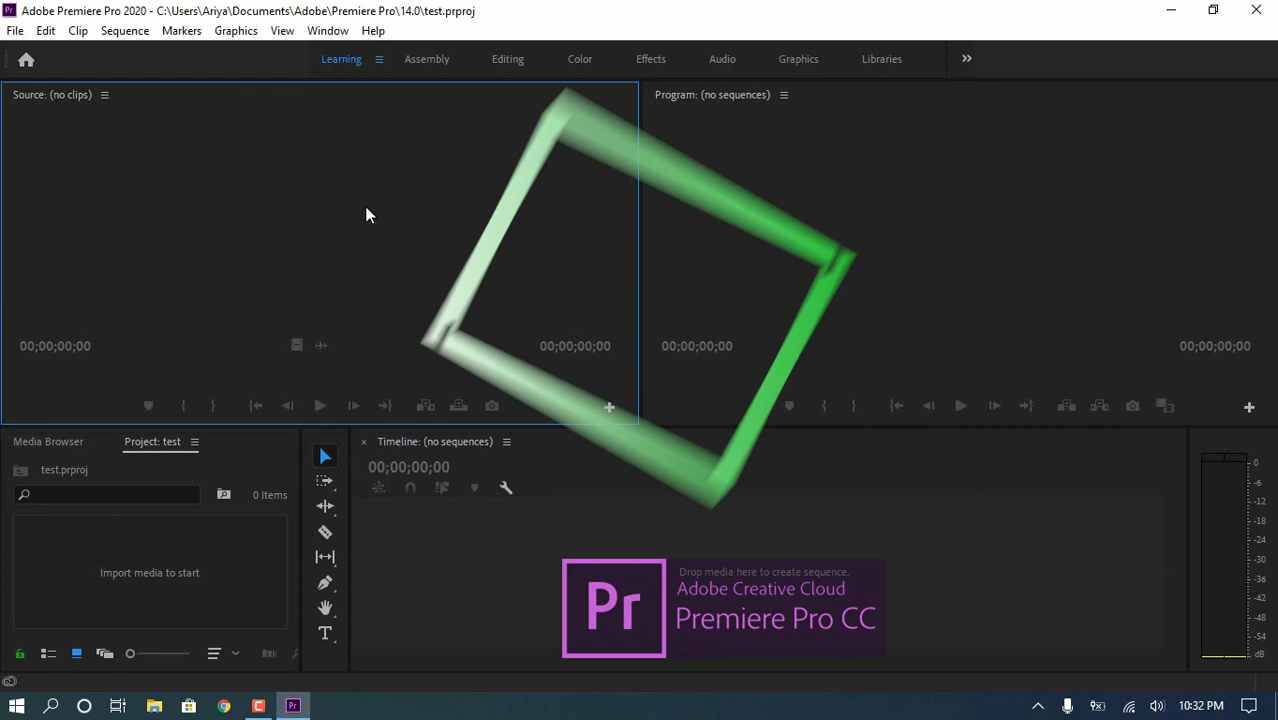 Pr Adobe Premiere Pro 2020 - C:\Users\Ariya\Documents\Adobe\Premiere Pro\14.0\test.prproj
File Edit Clip Sequence Markers Graphics View Window Help
Learning Assembly Editing Color Effects Audio Graphics Libraries
Source: (no clips)
Program: (no sequences)
00;00;00;00
00;00;00;00
00;00;00;00
00;00;00;00
Media Browser
Project: test
test.prproj
0 Items
Import media to start
T
Timeline: (no sequences)
00;00;00;00
Drop media here to create sequence.
Pr
Adobe Creative Cloud
Premiere Pro CC
0
-6
-12
-18
-24
-30
-36
-42
-48
-54
dB
Pr
10:32 PM